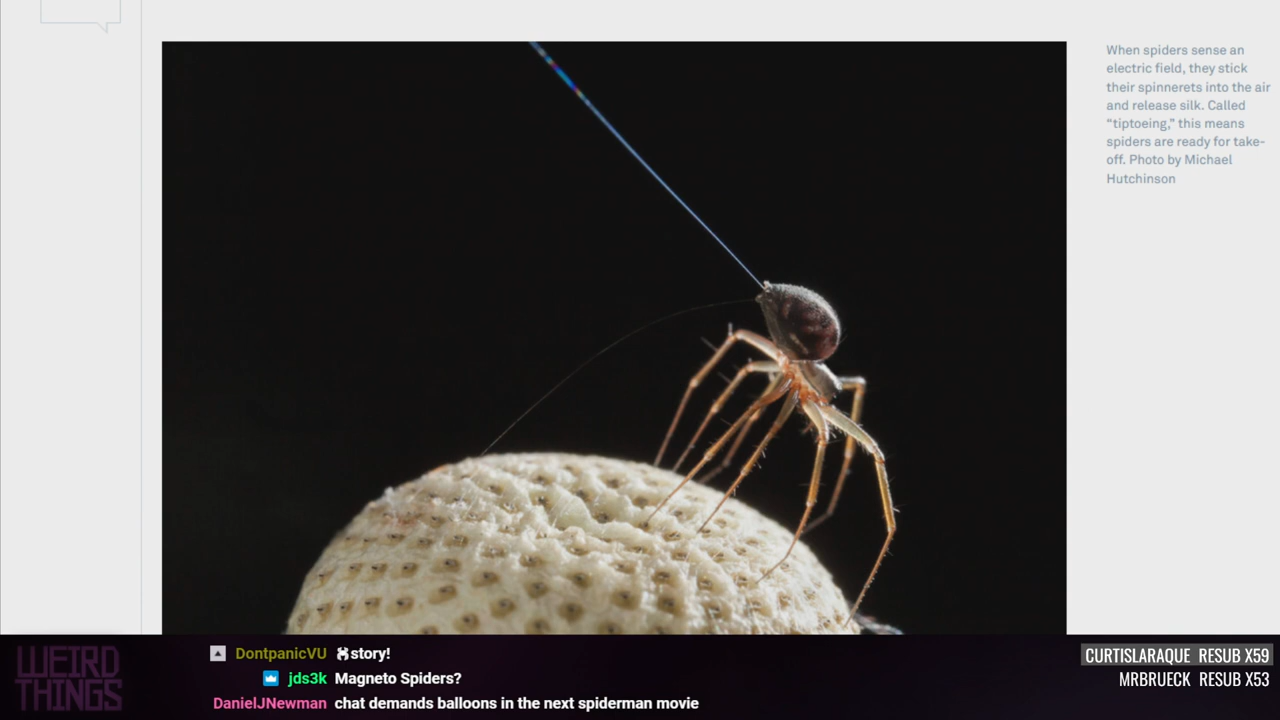 When spiders sense an
electric field, they stick
their spinnerets into the air
and release silk. Called
“tiptoeing,” this means
spiders are ready for take-
off. Photo by Michael
Hutchinson
WEIRD
THINGS
DontpanicVU story!
jds3k Magneto Spiders?
DanielJNewman chat demands balloons in the next spiderman movie
CURTISLARAQUE RESUB X59
MRBRUECK RESUB X53